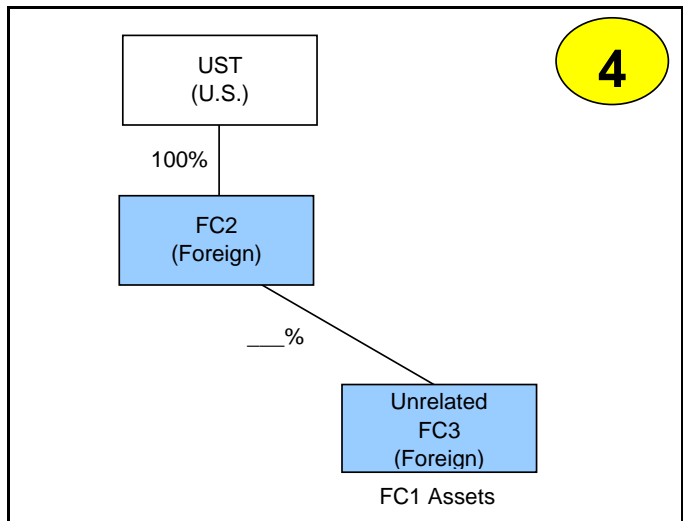 UST
(U.S.)
4
100%
FC2
(Foreign)
___%
Unrelated
FC3
(Foreign)
FC1 Assets